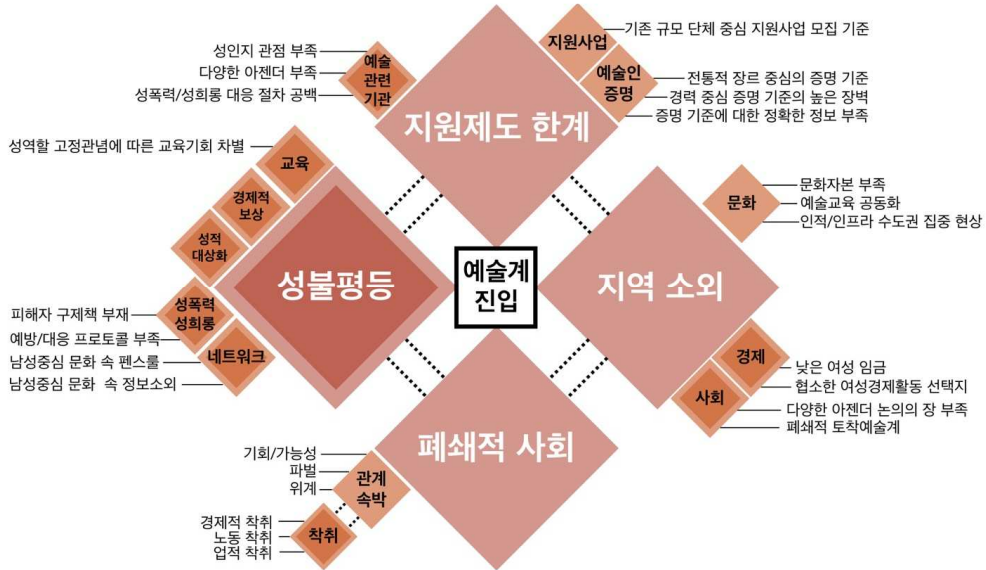 성인지 관점 부족
다양한 아젠더 부족
성폭력/성희롱 대응 절차 공백
예술
관련
기관
지원사업
기존 규모 단체 중심 지원사업 모집 기준
예술인
증명
전통적 장르 중심의 증명 기준
경력 중심 증명 기준의 높은 장벽
증명 기준에 대한 정확한 정보 부족
지원제도 한계
성역할 고정관념에 따른 교육기회 차별
교육
경제적
보상
성적
대상화
성폭력
성희롱
네트워크
피해자 구제책 부재
예방/대응 프로토콜 부족
남성중심 문화 속 펜스룰
남성중심 문화 속 정보소외
성불평등
예술계
진입
지역 소외
문화
문화자본 부족
예술교육 공동화
인적/인프라 수도권 집중 현상
경제
낮은 여성 임금
협소한 여성경제활동 선택지
사회
다양한 아젠더 논의의 장 부족
폐쇄적 토착예술계
폐쇄적 사회
기회/가능성
파벌
위계
관계
속박
경제적 착취
노동 착취
업적 착취
착취